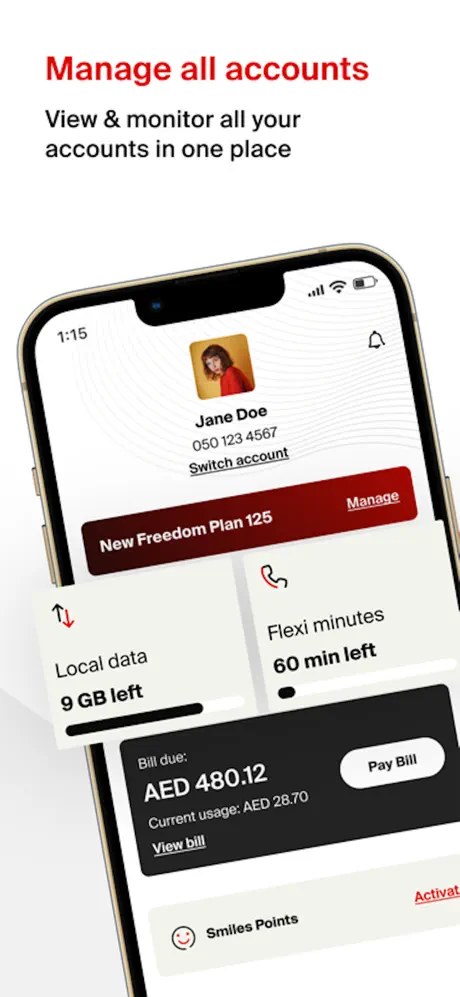 Manage all accounts
View & monitor all your
accounts in one place
1:15
Jane Doe
050 123 4567
Switch account
New Freedom Plan 125
Manage
Local data
9 GB left
Flexi minutes
60 min left
Bill due:
AED 480.12
Current usage: AED 28.70
View bill
Pay Bill
Smiles Points
Activat